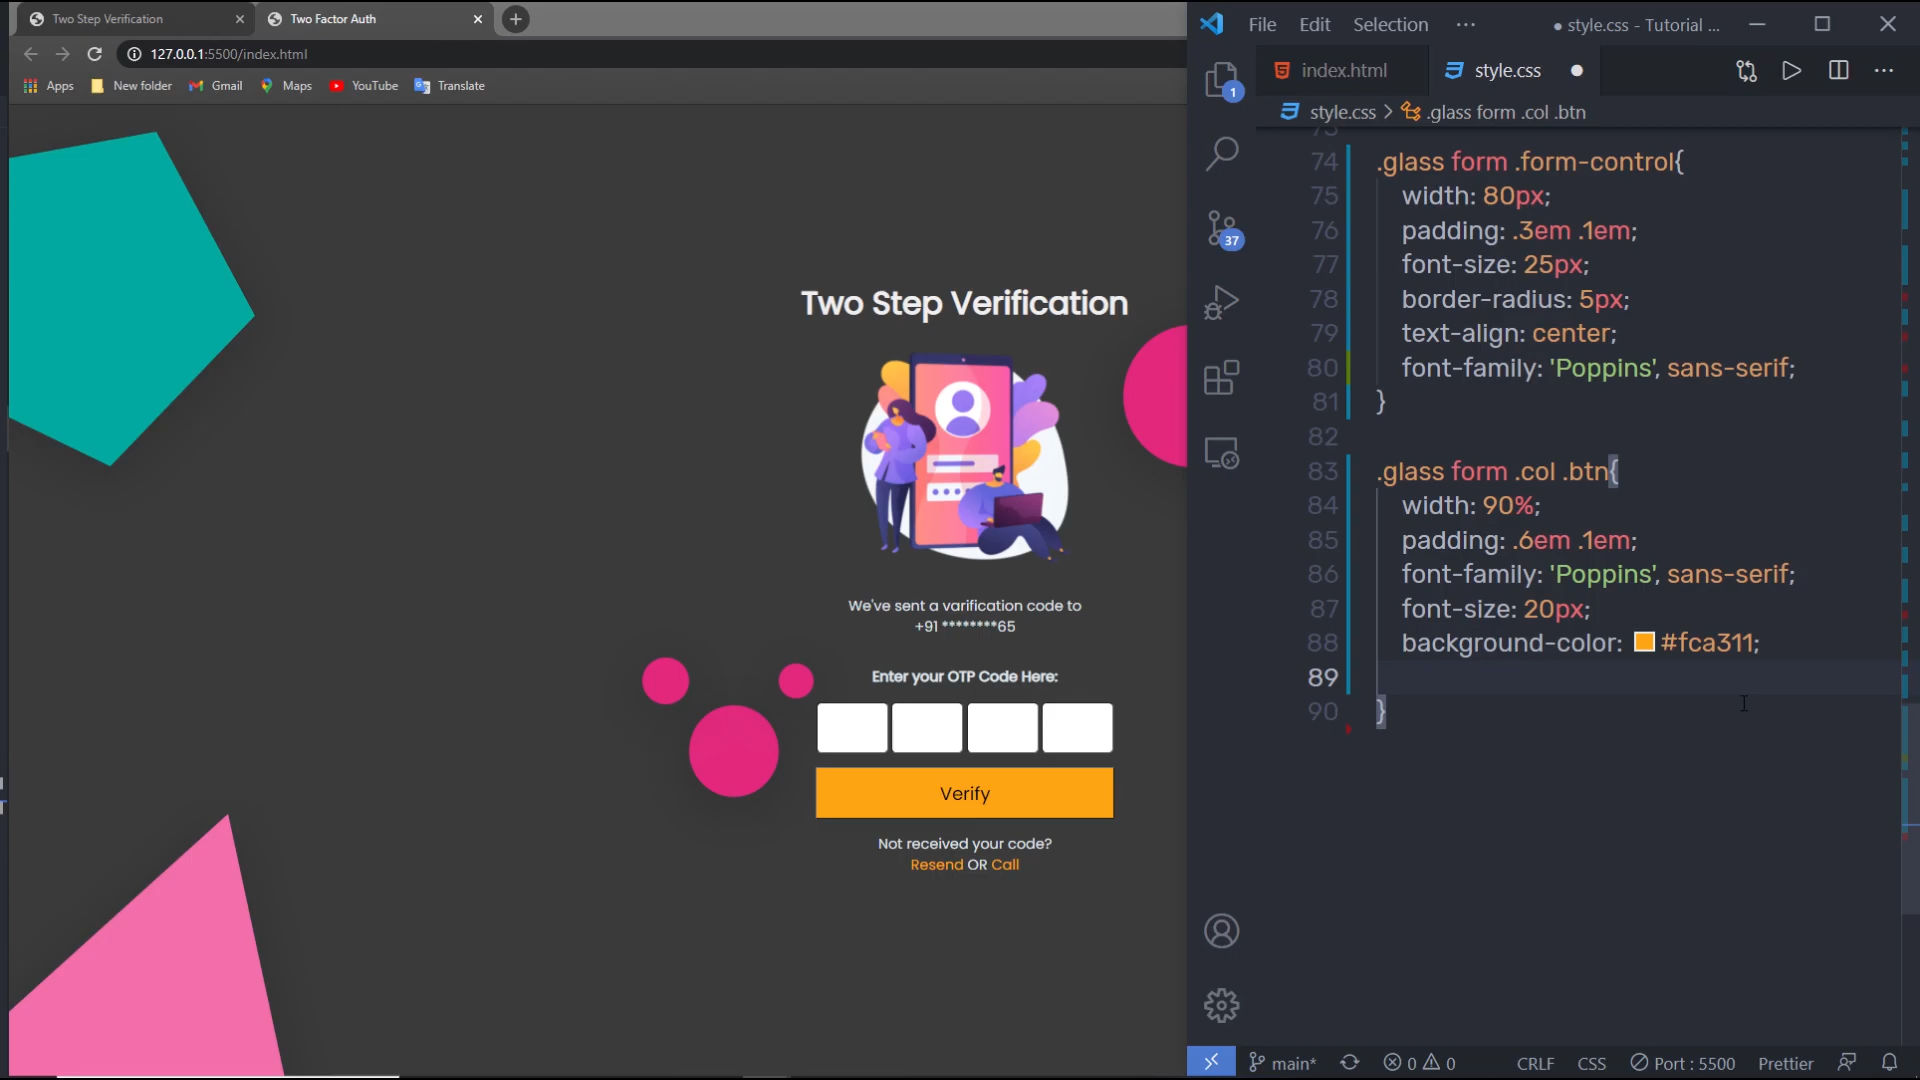 Two Step Verification
Two Factor Auth
127.0.0.1:5500/index.html
Apps
New folder
Gmail
Maps
YouTube
Translate
Two Step Verification
We've sent a varification code to
+91 ********65
Enter your OTP Code Here:
Verify
Not received your code?
Resend OR Call
File Edit Selection ···
● style.css - Tutorial ...
index.html
style.css
style.css > .glass form .col .btn
1
37
73
74 .glass form .form-control{
75 width: 80px;
76 padding: .3em .1em;
77 font-size: 25px;
78 border-radius: 5px;
79 text-align: center;
80 font-family: 'Poppins', sans-serif;
81 }
82
83 .glass form .col .btn{
84 width: 90%;
85 padding: .6em .1em;
86 font-family: 'Poppins', sans-serif;
87 font-size: 20px;
88 background-color: #fca311;
89
90 }
main* 0 0 CRLF CSS Port : 5500 Prettier